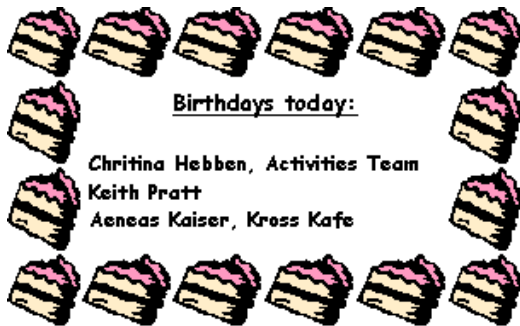 Birthdays today:
Chritina Hebben, Activities Team
Keith Pratt
Aeneas Kaiser, Kross Kafe